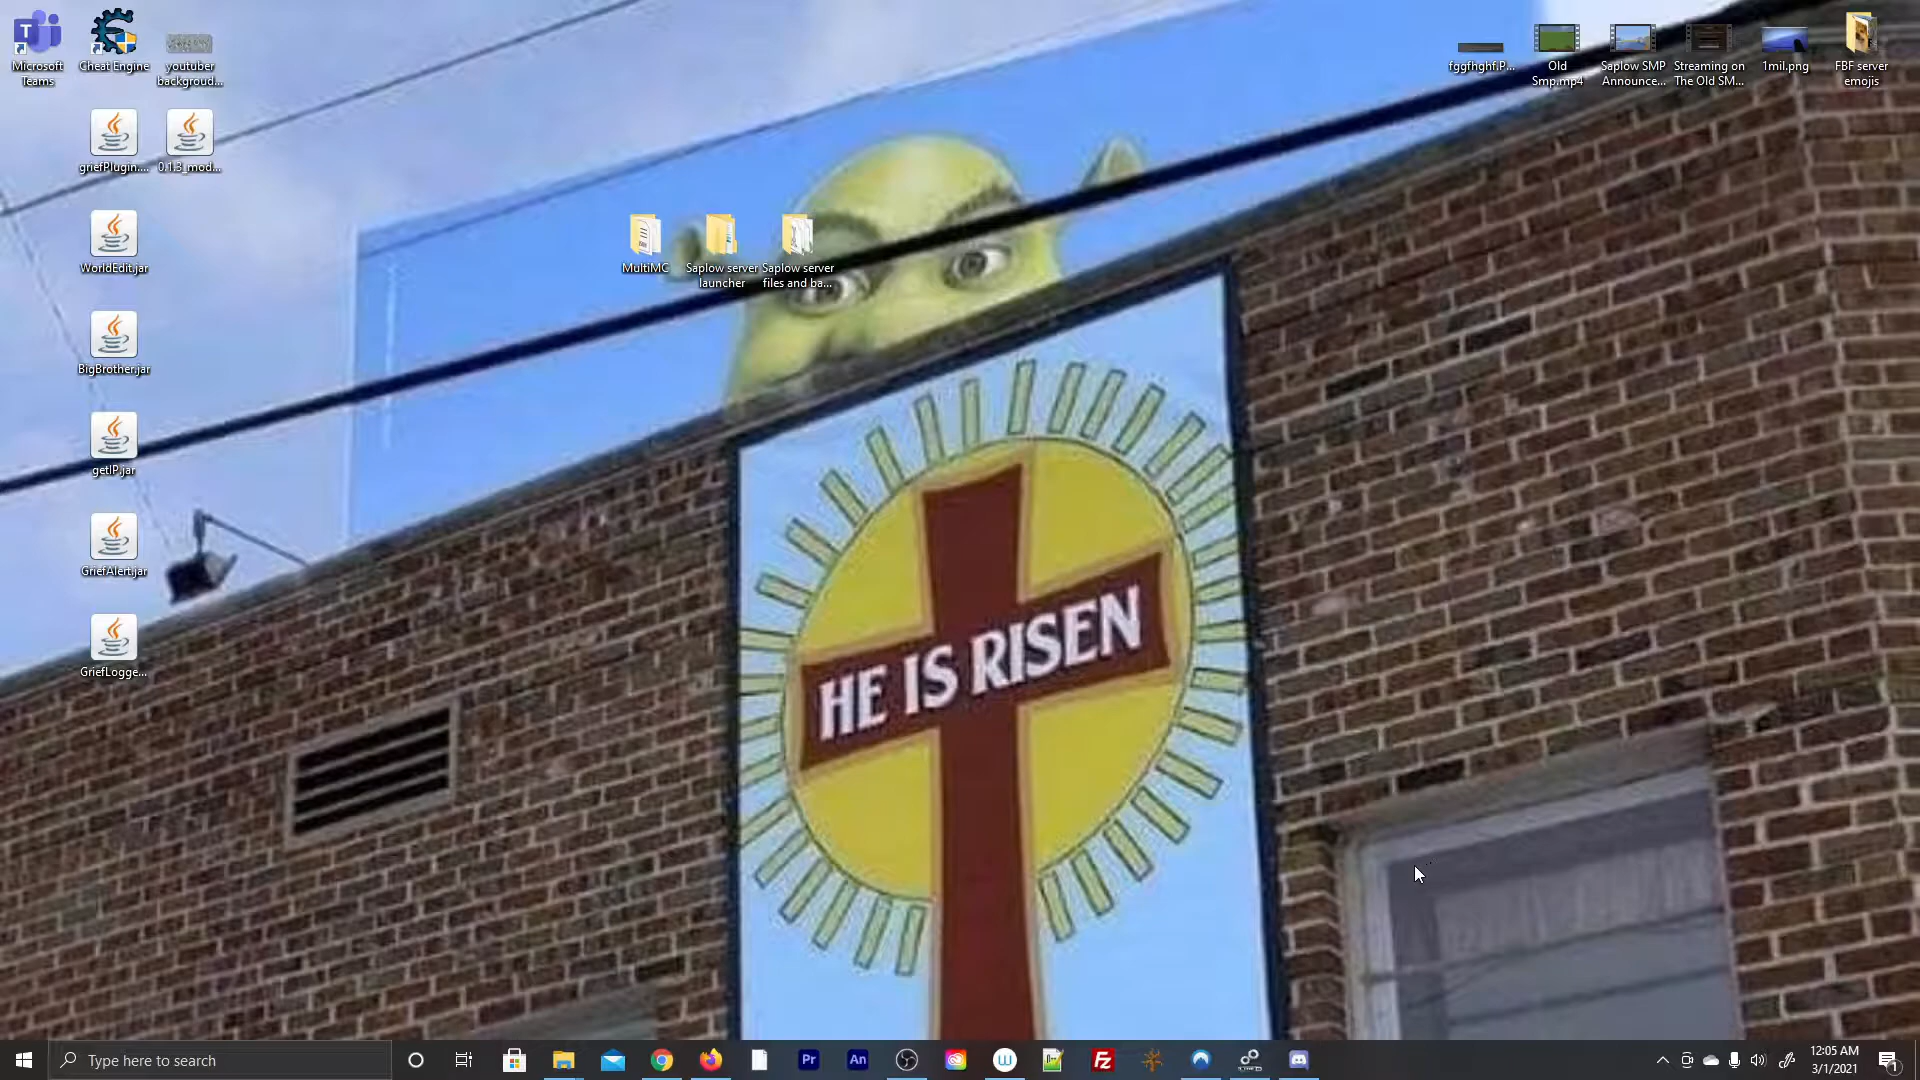 Microsoft Teams
Cheat Engine
youtuber backgroud...
griefPlugin....
0.1.3_mod...
WorldEdit.jar
BigBrother.jar
getIP.jar
GriefAlert.jar
GriefLogge...
MultiMC
Saplow server launcher
Saplow server files and ba...
fggfhghf.P...
Old Smp.mp4
Saplow SMP Announce...
Streaming on The Old SM...
1mil.png
FBF server emojis
HE IS RISEN
Type here to search
Pr
An
12:05 AM
3/1/2021